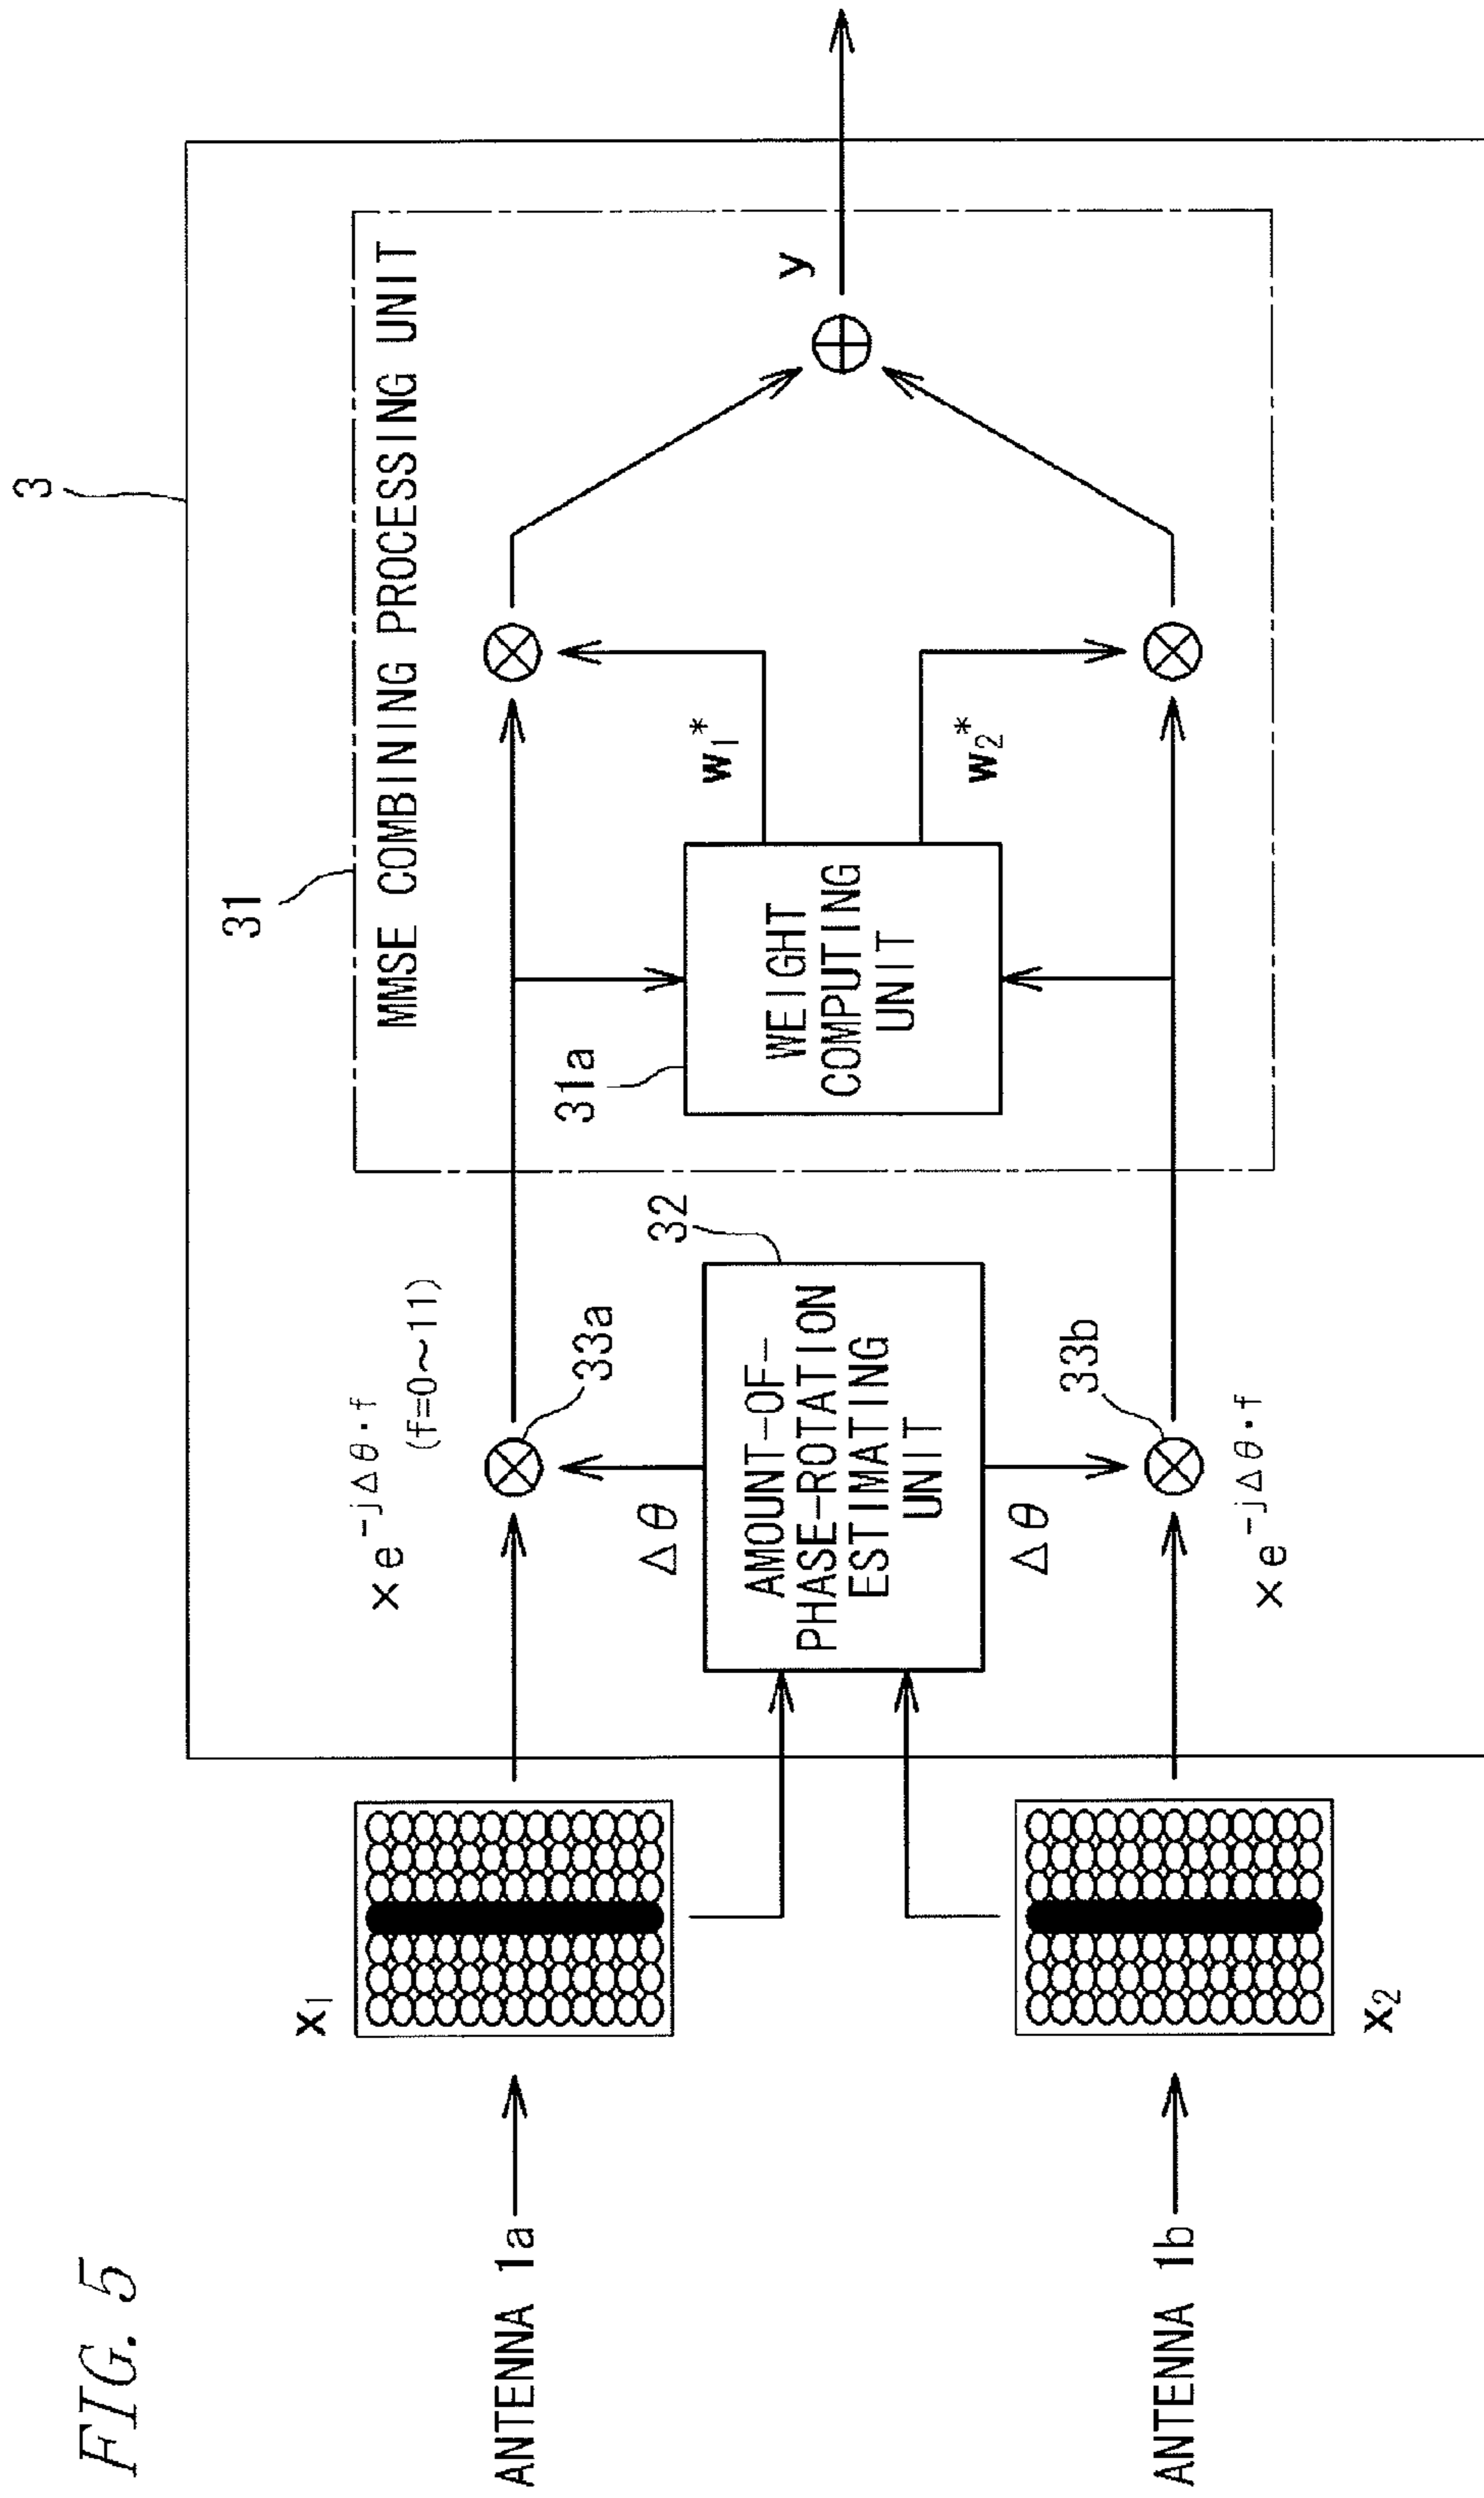 FIG. 5
3
31
MMSE COMBINING PROCESSING UNIT
×e⁻ʲΔθ·f
(f=0~11)
x₁
ANTENNA 1a
33a
31a
w₁*
y
Δθ
32
AMOUNT-OF-
PHASE-ROTATION
ESTIMATING
UNIT
WEIGHT
COMPUTING
UNIT
Δθ
w₂*
33b
ANTENNA 1b
×e⁻ʲΔθ·f
x₂